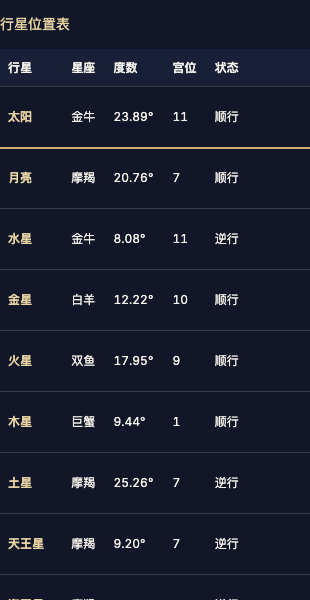 行星位置表
行星 星座 度数 宫位 状态
太阳 金牛 23.89° 11 顺行
月亮 摩羯 20.76° 7 顺行
水星 金牛 8.08° 11 逆行
金星 白羊 12.22° 10 顺行
火星 双鱼 17.95° 9 顺行
木星 巨蟹 9.44° 1 顺行
土星 摩羯 25.26° 7 逆行
天王星 摩羯 9.20° 7 逆行